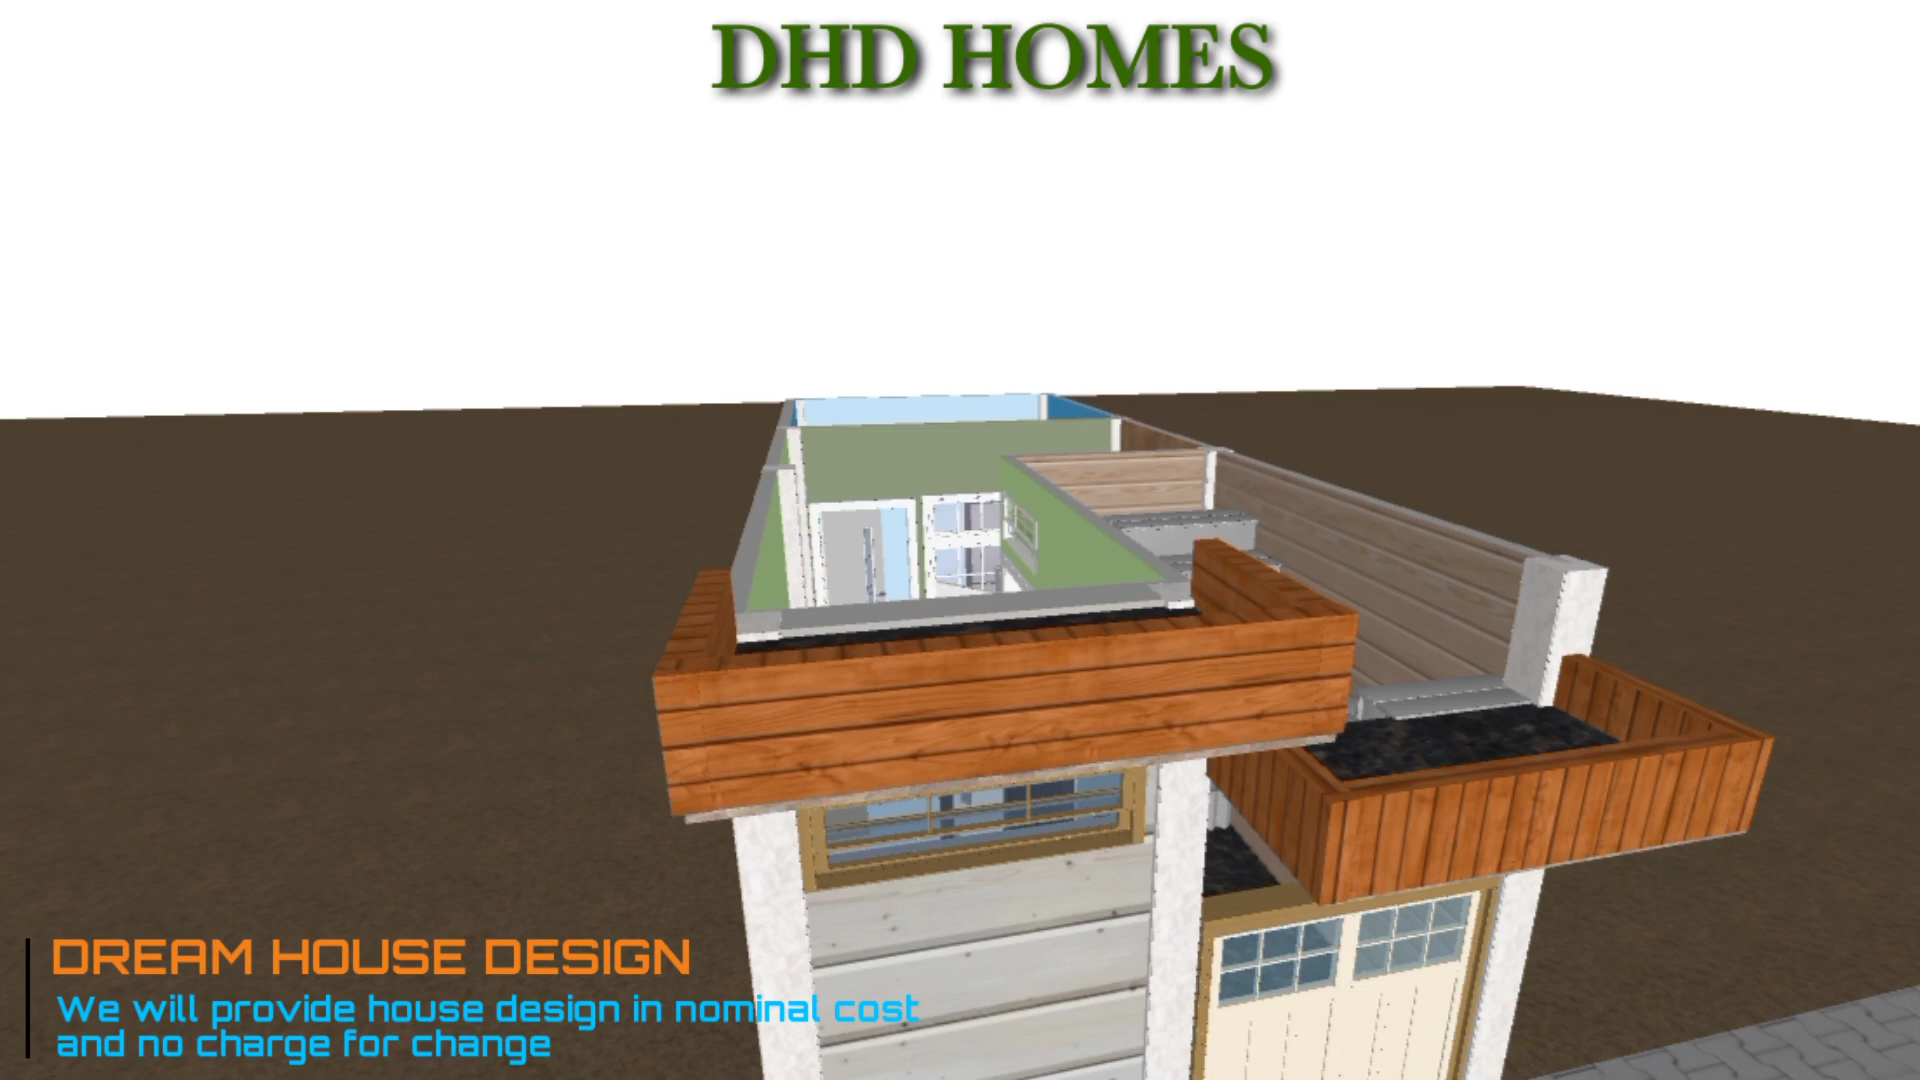 DHD HOMES
DREAM HOUSE DESIGN
We will provide house design in nominal cost
and no charge for change